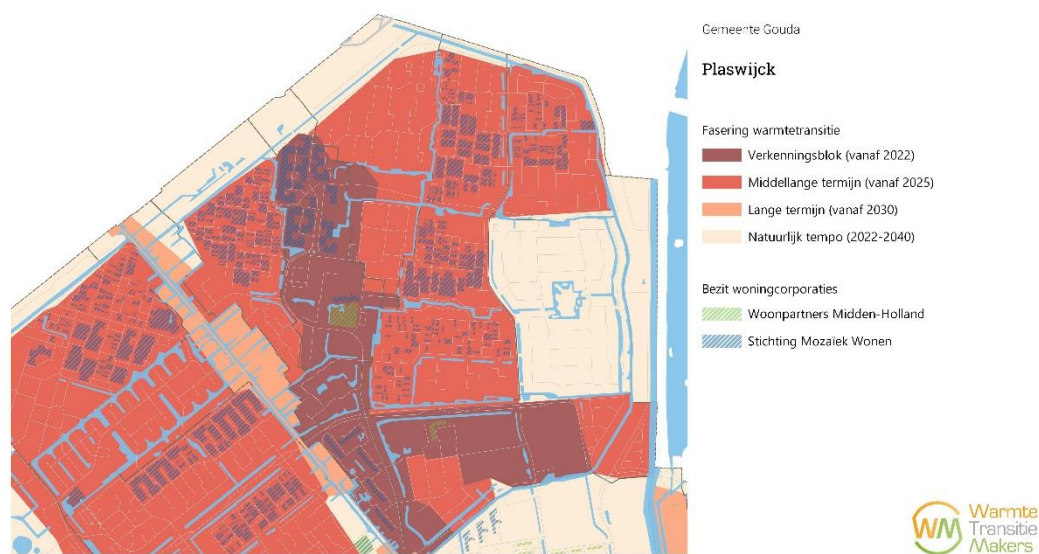 Gemeente Gouda
Plaswijck
Fasering warmtetransitie
Verkenningsblok (vanaf 2022)
Middellange termijn (vanaf 2025)
Lange termijn (vanaf 2030)
Natuurlijk tempo (2022-2040)
Bezit woningcorporaties
Woonpartners Midden-Holland
Stichting Mozaïek Wonen
WM
Warmte
Transitie
Makers